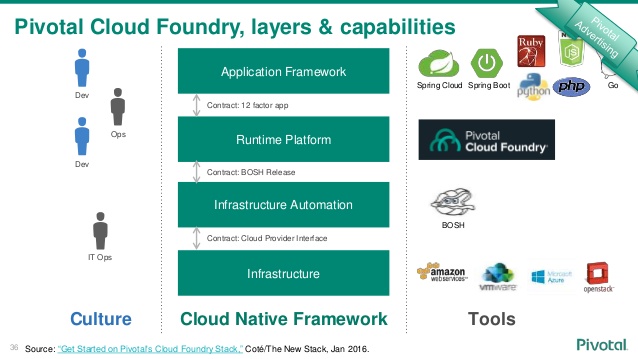 Pivotal Cloud Foundry, layers & capabilities
Pivotal
Advertising
Dev
Ops
Dev
IT Ops
Application Framework
Contract: 12 factor app
Runtime Platform
Contract: BOSH Release
Infrastructure Automation
Contract: Cloud Provider Interface
Infrastructure
Spring Cloud
Spring Boot
Ruby
JS
python
php
Go
Pivotal
Cloud Foundry
BOSH
amazon
webservices
vmware
Microsoft
Azure
openstack
Culture
Cloud Native Framework
Tools
36
Source: “Get Started on Pivotal's Cloud Foundry Stack,” Coté/The New Stack, Jan 2016.
Pivotal